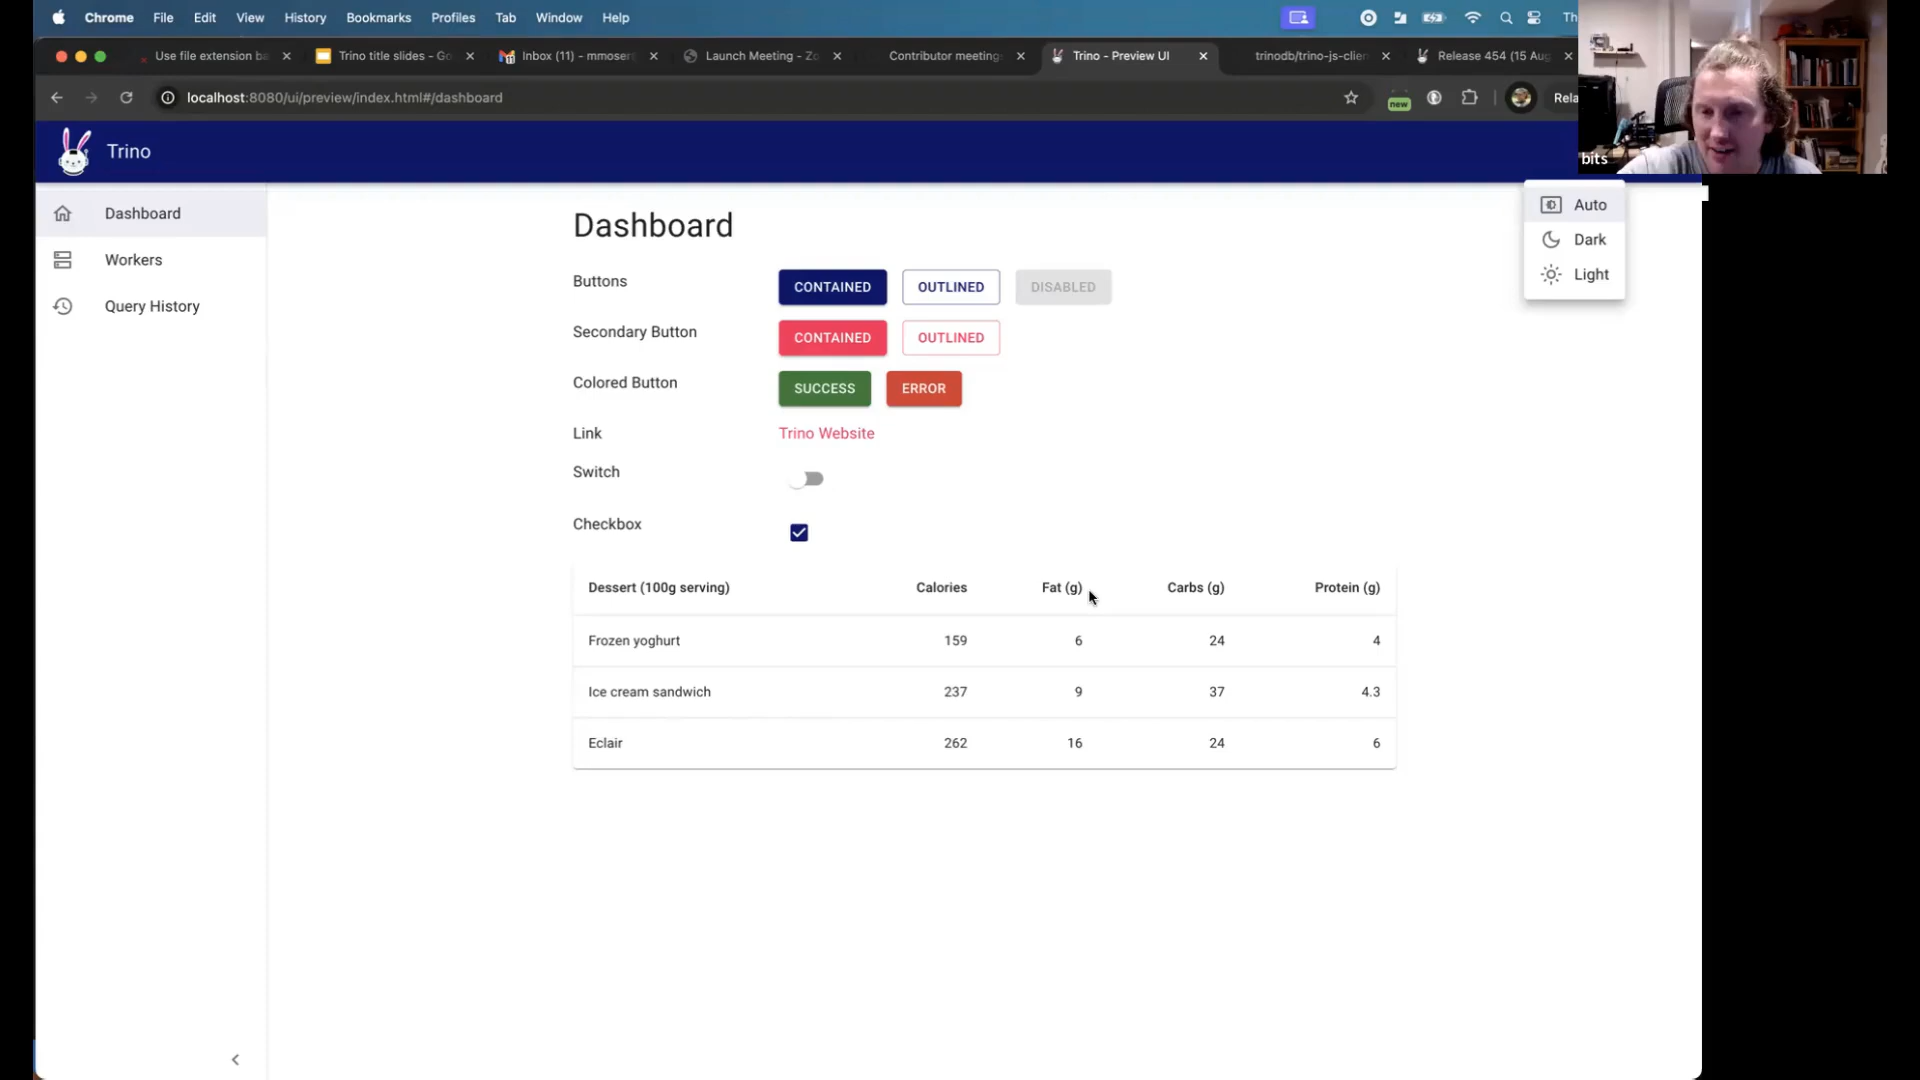 Chrome File Edit View History Bookmarks Profiles Tab Window Help Th
Use file extension ba Trino title slides - Go Inbox (11) - mmoser Launch Meeting - Zo Contributor meeting Trino - Preview UI trinodb/trino-js-clien Release 454 (15 Aug
localhost:8080/ui/preview/index.html#/dashboard new Rela
bits
Trino
Dashboard
Workers
Query History
Auto
Dark
Light
Dashboard
Buttons CONTAINED OUTLINED DISABLED
Secondary Button CONTAINED OUTLINED
Colored Button SUCCESS ERROR
Link Trino Website
Switch
Checkbox
Dessert (100g serving) Calories Fat (g) Carbs (g) Protein (g)
Frozen yoghurt 159 6 24 4
Ice cream sandwich 237 9 37 4.3
Eclair 262 16 24 6